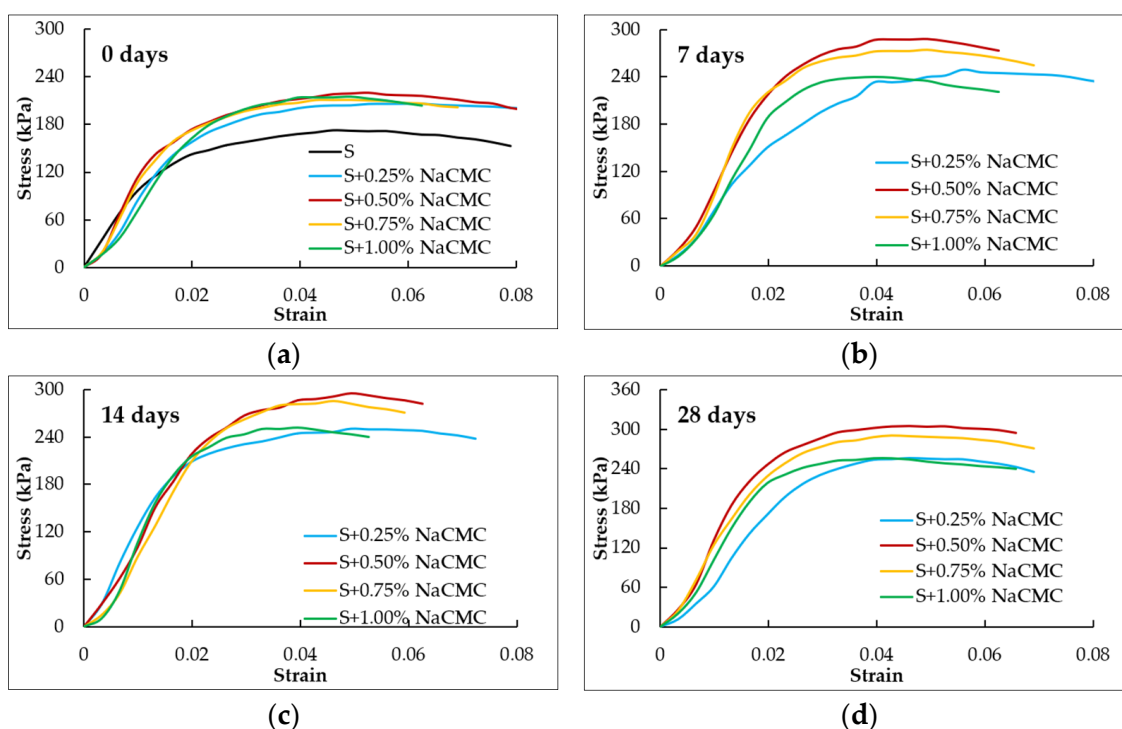 300
240
180
120
60
0
Stress (kPa)
0 days
S
S+0.25% NaCMC
S+0.50% NaCMC
S+0.75% NaCMC
S+1.00% NaCMC
0 0.02 0.04 0.06 0.08
Strain
(a)
300
240
180
120
60
0
Stress (kPa)
7 days
S+0.25% NaCMC
S+0.50% NaCMC
S+0.75% NaCMC
S+1.00% NaCMC
0 0.02 0.04 0.06 0.08
Strain
(b)
300
240
180
120
60
0
Stress (kPa)
14 days
S+0.25% NaCMC
S+0.50% NaCMC
S+0.75% NaCMC
S+1.00% NaCMC
0 0.02 0.04 0.06 0.08
Strain
(c)
360
300
240
180
120
60
0
Stress (kPa)
28 days
S+0.25% NaCMC
S+0.50% NaCMC
S+0.75% NaCMC
S+1.00% NaCMC
0 0.02 0.04 0.06 0.08
Strain
(d)